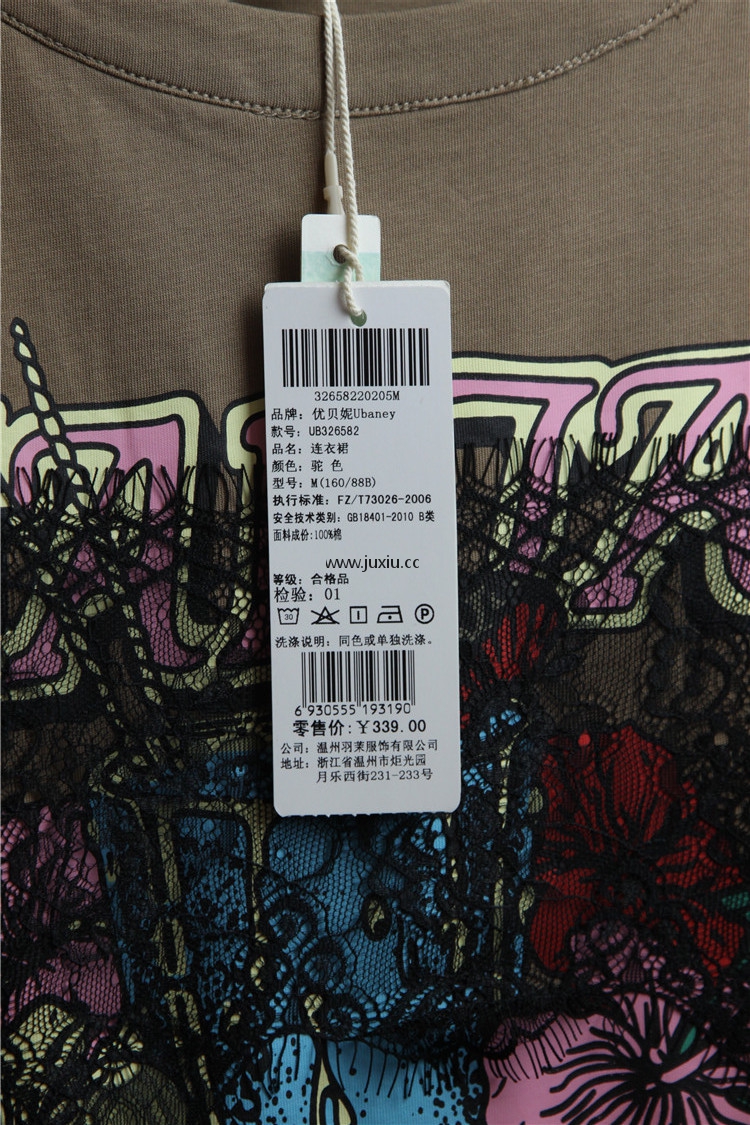 32658220205M
品牌：优贝妮Ubaney
款号：UB326582
品名：连衣裙
颜色：驼 色
型号：M(160/88B)
执行标准：FZ/T73026-2006
安全技术类别：GB18401-2010 B类
面料成份:100%棉
www.juxiu.cc
等级：合格品
检验：01
30
P
洗涤说明：同色或单独洗涤。
6 930555 193190
零售价:￥339.00
公司：温州羽茉服饰有限公司
地址：浙江省温州市炬光园
月乐西街231-233号